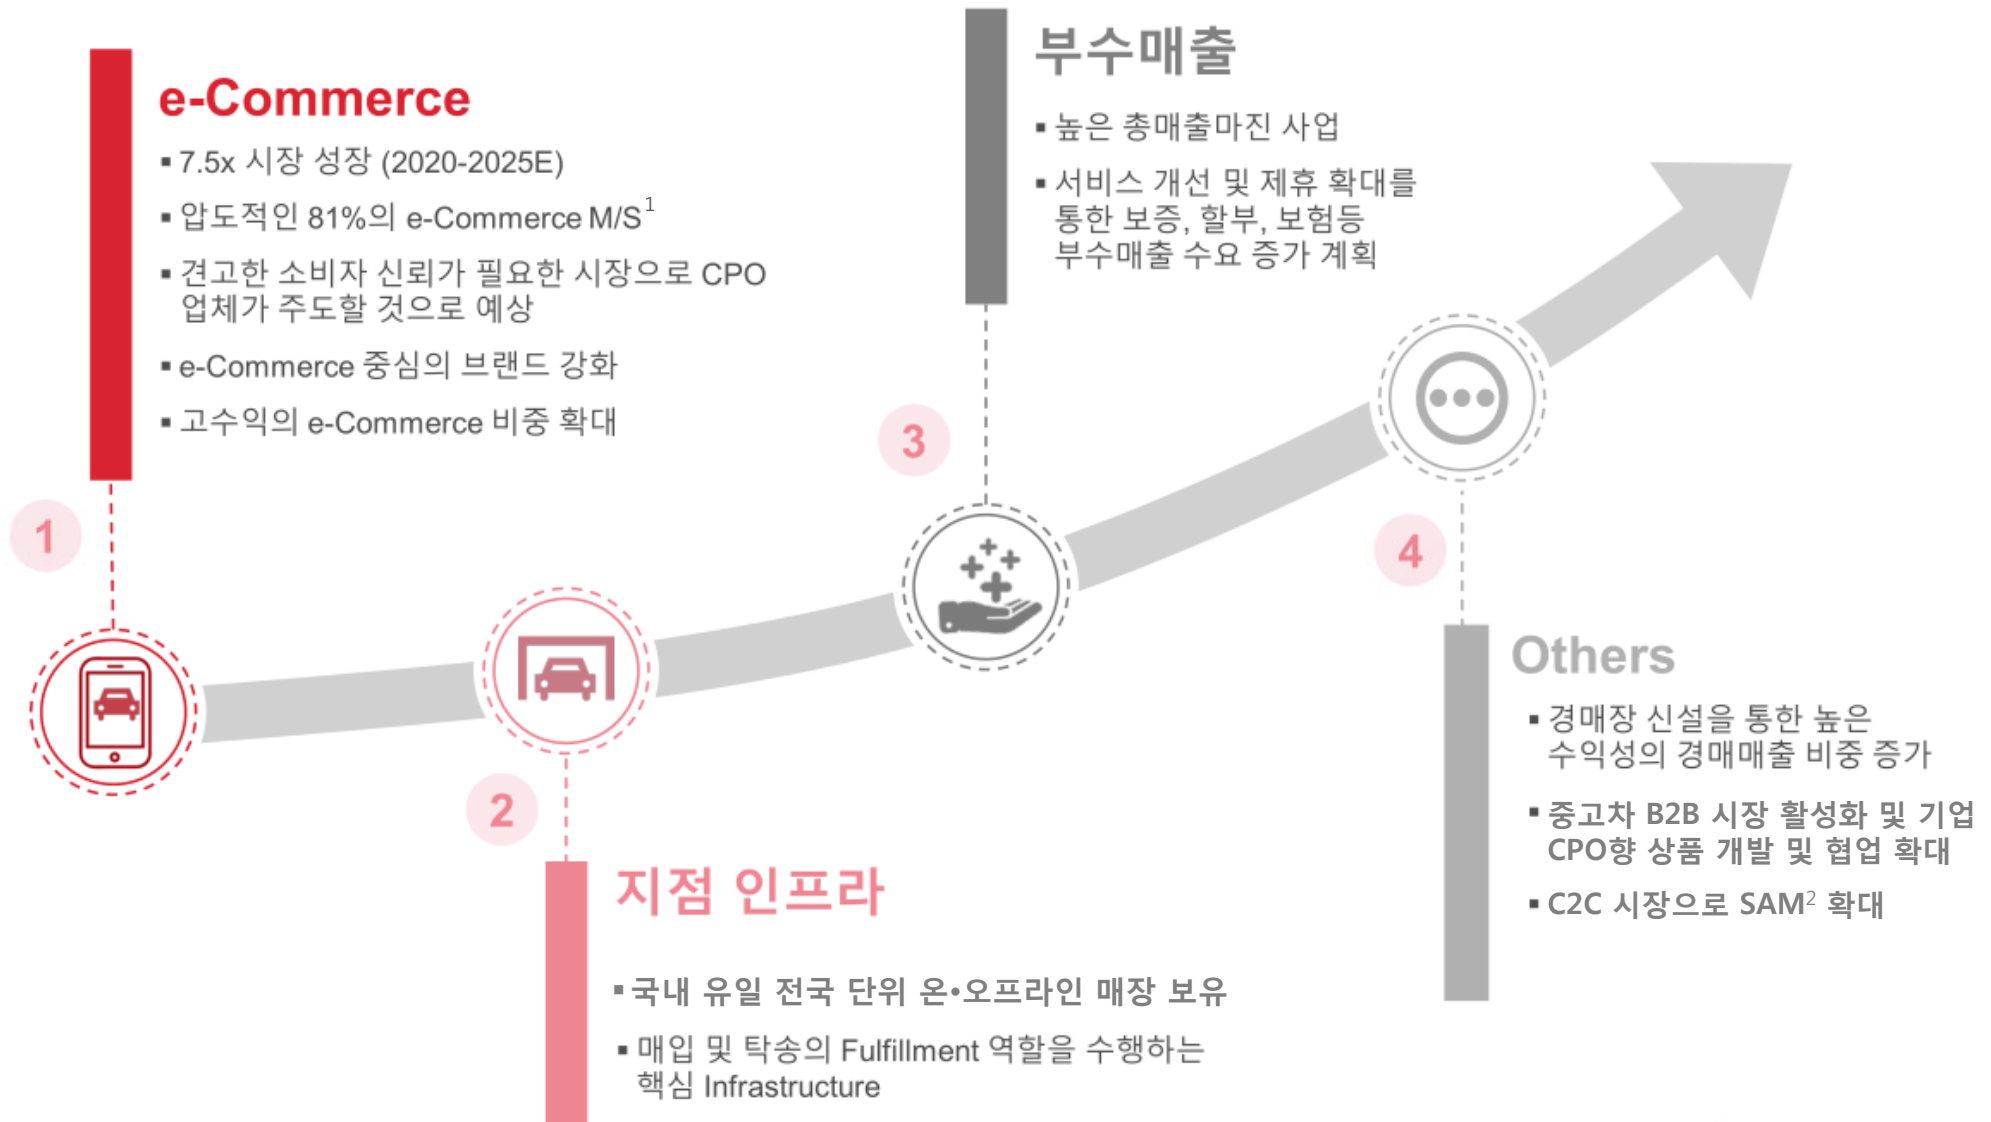 e-Commerce
▪ 7.5x 시장 성장 (2020-2025E)
▪ 압도적인 81%의 e-Commerce M/S1
▪ 견고한 소비자 신뢰가 필요한 시장으로 CPO
업체가 주도할 것으로 예상
▪ e-Commerce 중심의 브랜드 강화
▪ 고수익의 e-Commerce 비중 확대
1
2
지점 인프라
▪ 국내 유일 전국 단위 온•오프라인 매장 보유
▪ 매입 및 탁송의 Fulfillment 역할을 수행하는
핵심 Infrastructure
부수매출
▪ 높은 총매출마진 사업
▪ 서비스 개선 및 제휴 확대를
통한 보증, 할부, 보험등
부수매출 수요 증가 계획
3
4
Others
▪ 경매장 신설을 통한 높은
수익성의 경매매출 비중 증가
▪ 중고차 B2B 시장 활성화 및 기업
CPO향 상품 개발 및 협업 확대
▪ C2C 시장으로 SAM2 확대